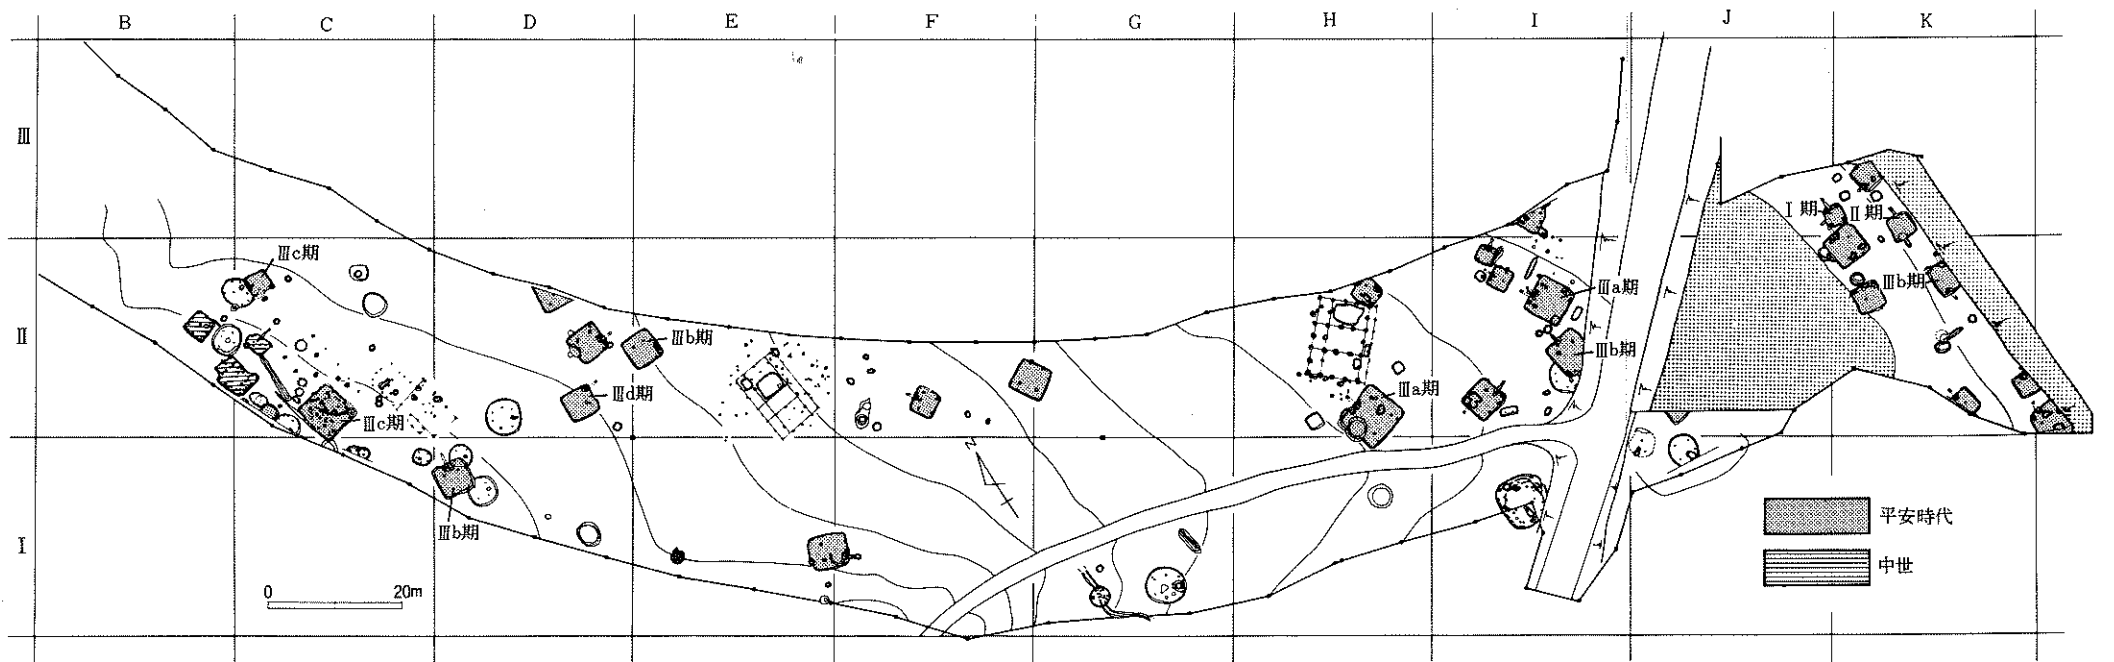 B C D E F G H I J K
Ⅲ
Ⅱ
Ⅰ
Ⅰ期
Ⅱ期
Ⅲc期
Ⅲa期
Ⅲb期
Ⅲb期
Ⅲb期
Ⅲd期
Ⅲa期
Ⅲc期
Ⅲb期
N
0 20m
平安時代
中世